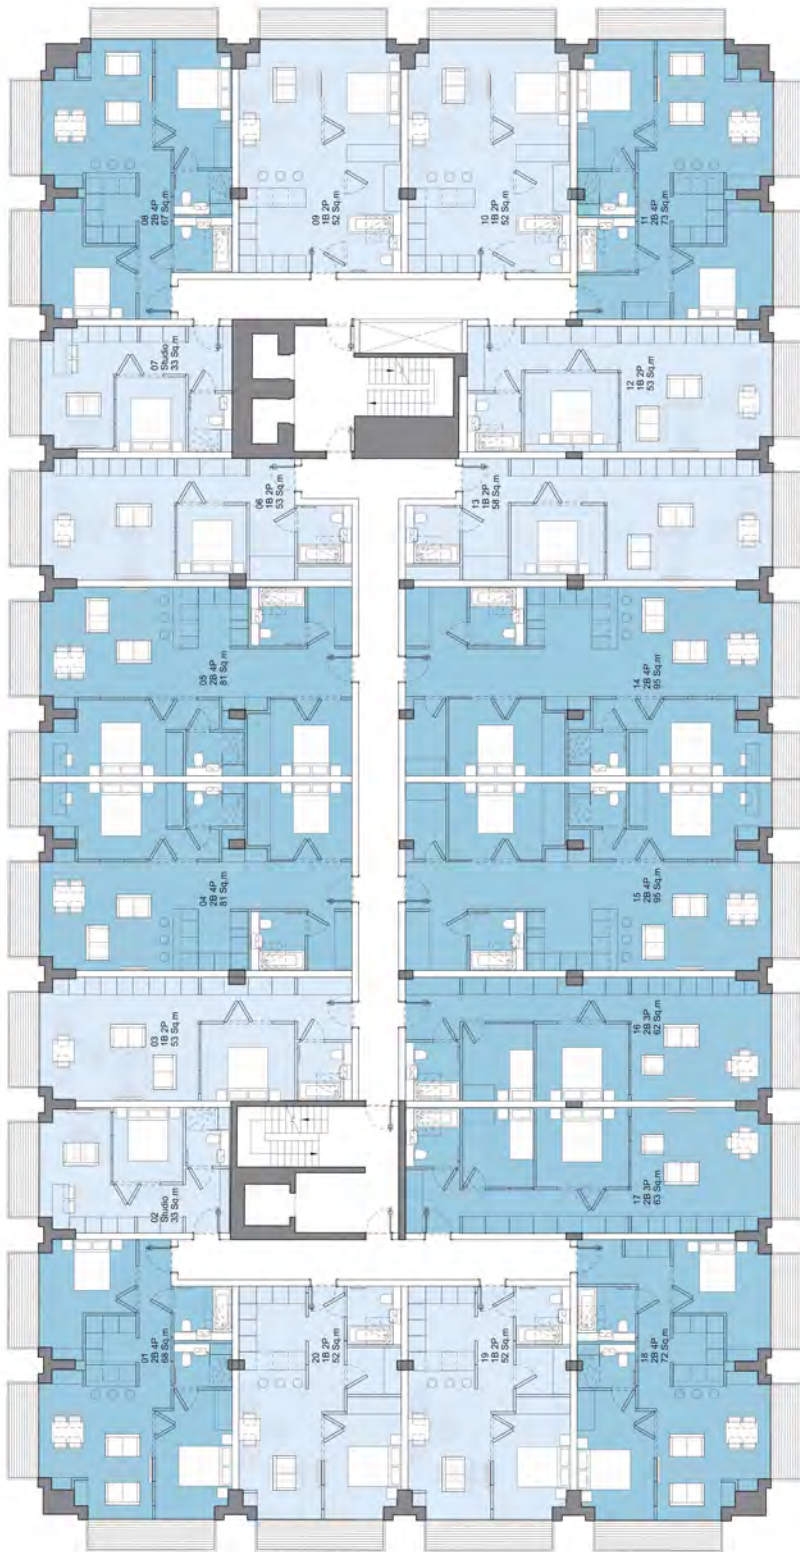 01
2B 4P
68 Sq.m
02
Studio
33 Sq.m
03
1B 2P
53 Sq.m
04
2B 4P
81 Sq.m
05
2B 4P
81 Sq.m
06
1B 2P
53 Sq.m
07
Studio
33 Sq.m
08
2B 4P
67 Sq.m
09
1B 2P
52 Sq.m
10
1B 2P
52 Sq.m
11
2B 4P
73 Sq.m
12
1B 2P
53 Sq.m
13
1B 2P
58 Sq.m
14
2B 4P
95 Sq.m
15
2B 4P
95 Sq.m
16
2B 3P
62 Sq.m
17
2B 3P
63 Sq.m
18
2B 4P
72 Sq.m
19
1B 2P
52 Sq.m
20
1B 2P
52 Sq.m